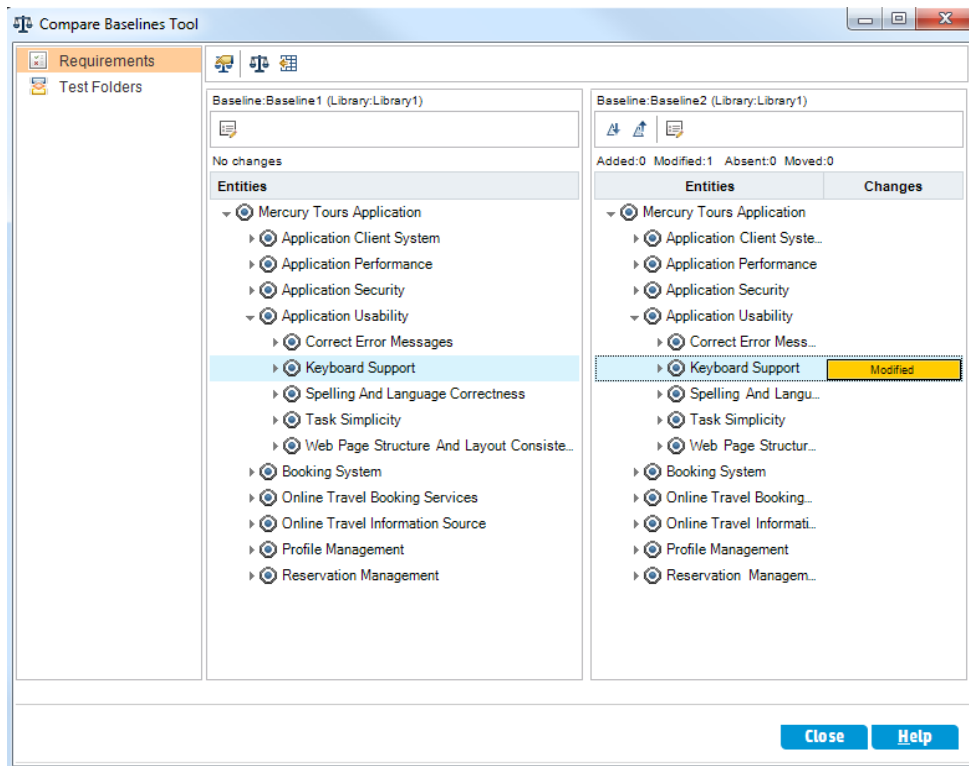 Compare Baselines Tool
Requirements
Test Folders
Baseline:Baseline1 (Library:Library1)
No changes
Entities
Mercury Tours Application
Application Client System
Application Performance
Application Security
Application Usability
Correct Error Messages
Keyboard Support
Spelling And Language Correctness
Task Simplicity
Web Page Structure And Layout Consiste...
Booking System
Online Travel Booking Services
Online Travel Information Source
Profile Management
Reservation Management
Baseline:Baseline2 (Library:Library1)
Added:0 Modified:1 Absent:0 Moved:0
Entities Changes
Mercury Tours Application
Application Client Syste...
Application Performance
Application Security
Application Usability
Correct Error Mess...
Keyboard Support Modified
Spelling And Langu...
Task Simplicity
Web Page Structur...
Booking System
Online Travel Booking...
Online Travel Informati...
Profile Management
Reservation Managem...
Close Help